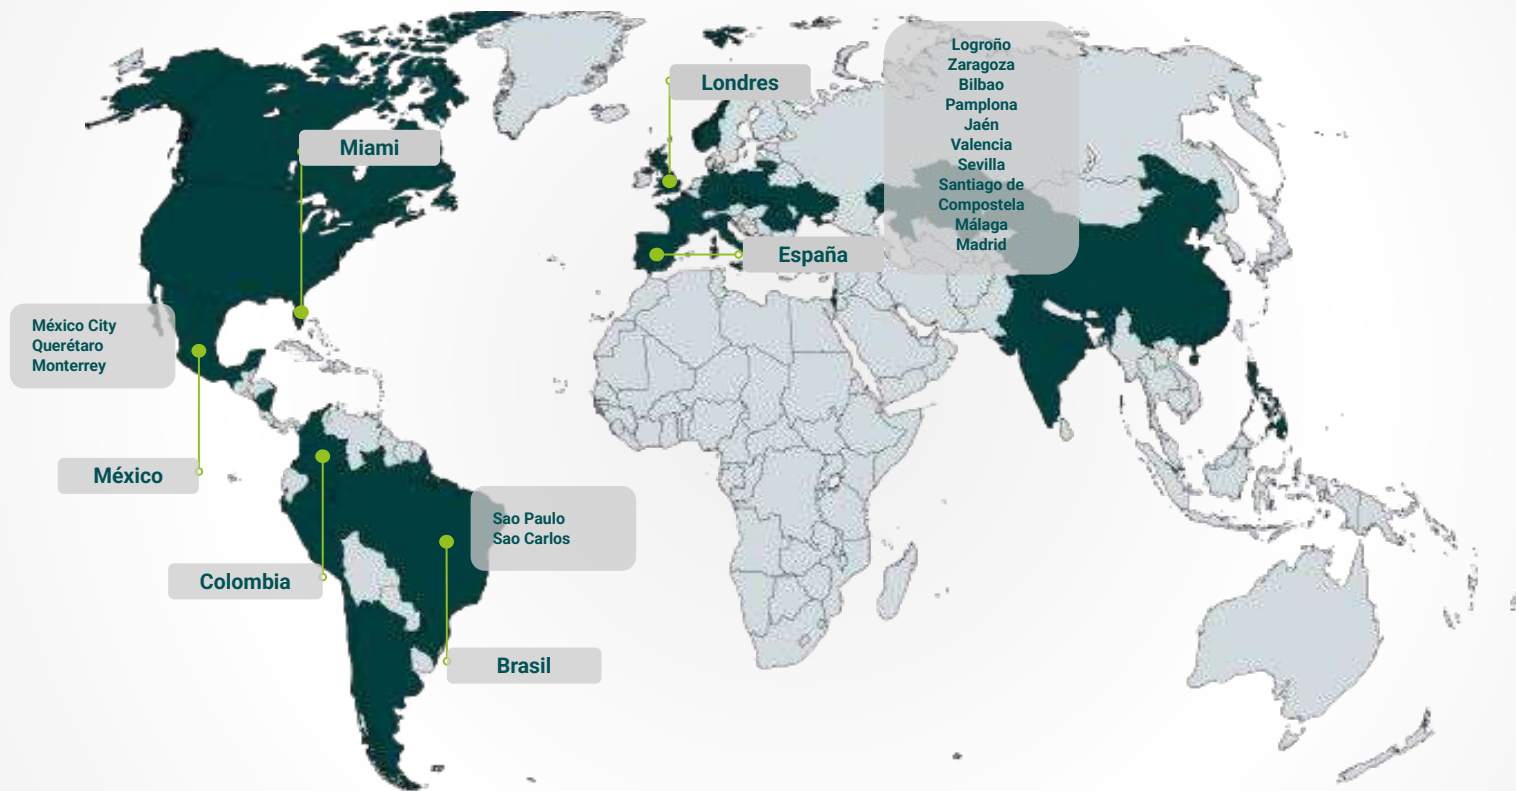 Londres
Miami
Logroño
Zaragoza
Bilbao
Pamplona
Jaén
Valencia
Sevilla
Santiago de
Compostela
Málaga
Madrid
España
México City
Querétaro
Monterrey
México
Sao Paulo
Sao Carlos
Colombia
Brasil